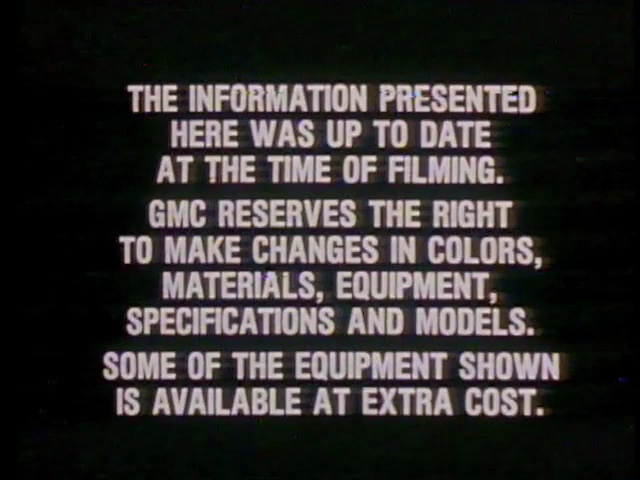 THE INFORMATION PRESENTED
HERE WAS UP TO DATE
AT THE TIME OF FILMING.
GMC RESERVES THE RIGHT
TO MAKE CHANGES IN COLORS,
MATERIALS, EQUIPMENT,
SPECIFICATIONS AND MODELS.
SOME OF THE EQUIPMENT SHOWN
IS AVAILABLE AT EXTRA COST.